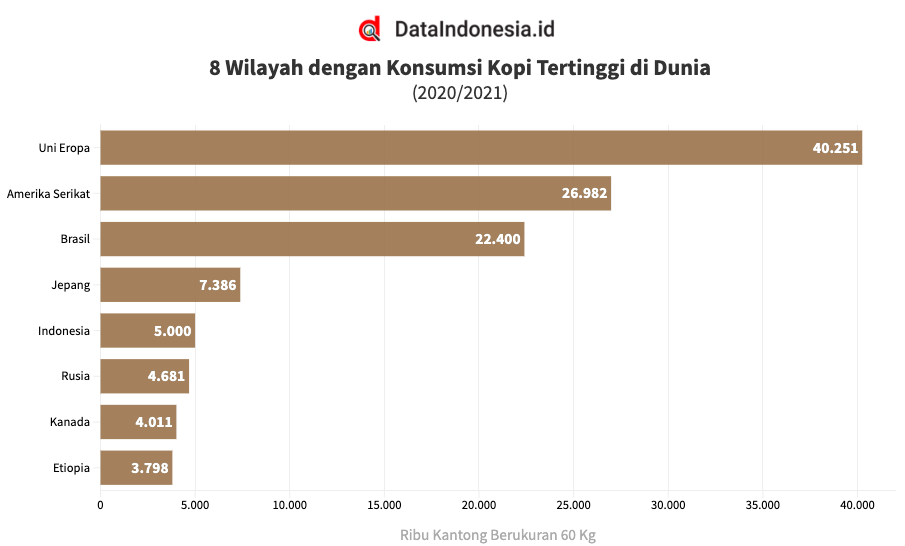 DataIndonesia.id
8 Wilayah dengan Konsumsi Kopi Tertinggi di Dunia
(2020/2021)
Uni Eropa 40.251
Amerika Serikat 26.982
Brasil 22.400
Jepang 7.386
Indonesia 5.000
Rusia 4.681
Kanada 4.011
Etiopia 3.798
0 5.000 10.000 15.000 20.000 25.000 30.000 35.000 40.000
Ribu Kantong Berukuran 60 Kg